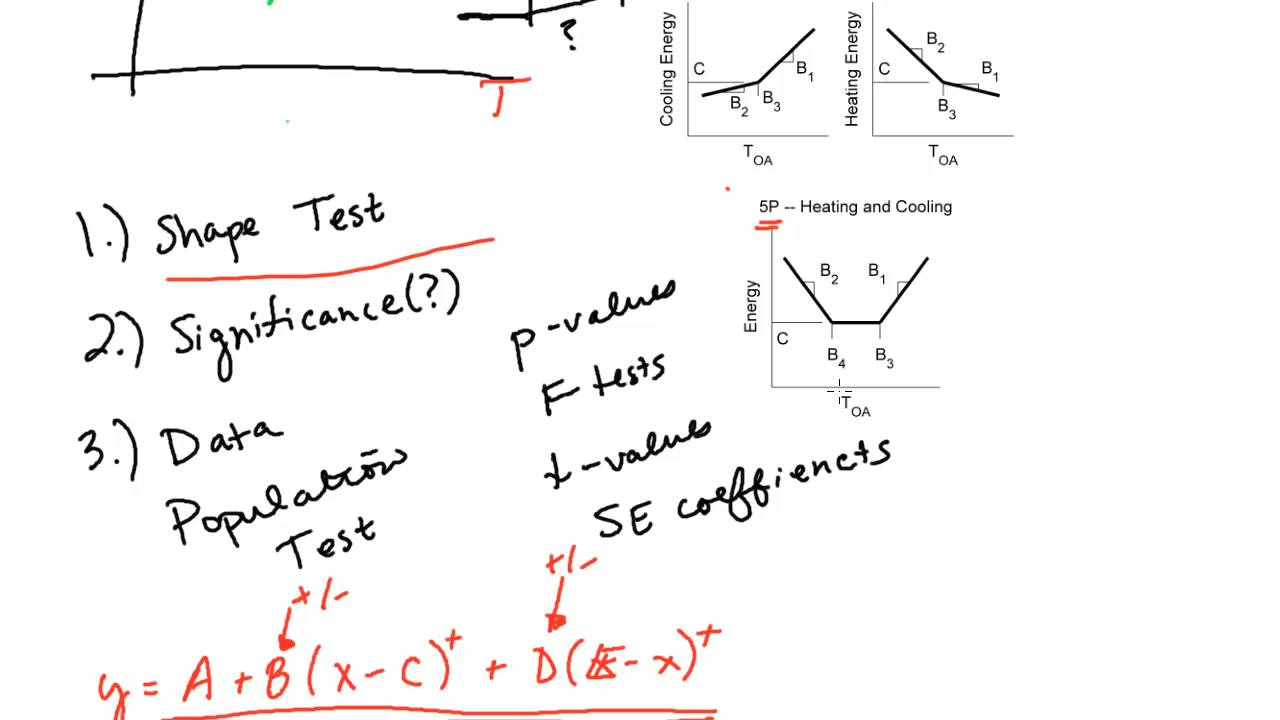 ?
T
Cooling Energy
C
B1
B2
B3
TOA
Heating Energy
C
B2
B1
B3
TOA
1.) Shape Test
2.) Significance(?)
3.) Data
Population
Test
p-values
F tests
t-values
SE coeffiencts
5P -- Heating and Cooling
Energy
B2
B1
C
B4
B3
TOA
+/-
+/-
y = A + B(x - C)+ + D(E - x)+